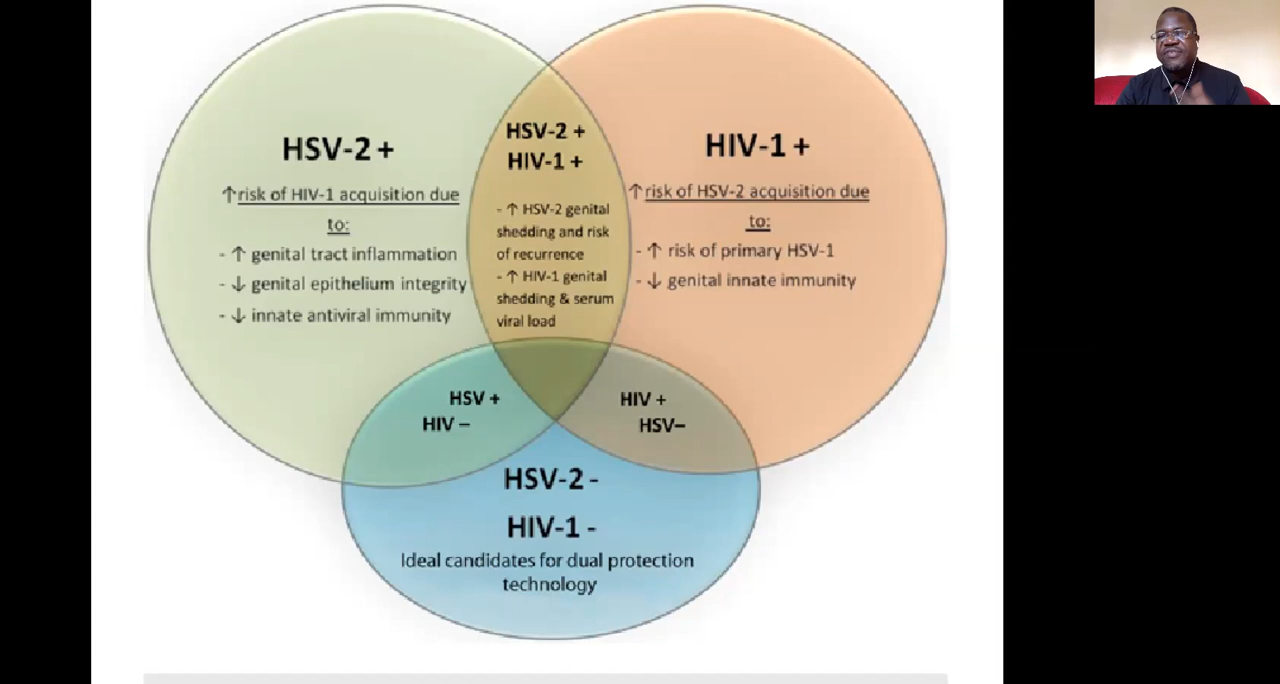 HSV-2 +
↑risk of HIV-1 acquisition due
to:
- ↑ genital tract inflammation
- ↓ genital epithelium integrity
- ↓ innate antiviral immunity
HSV-2 +
HIV-1 +
- ↑ HSV-2 genital
shedding and risk
of recurrence
- ↑ HIV-1 genital
shedding & serum
viral load
HIV-1 +
↑risk of HSV-2 acquisition due
to:
- ↑ risk of primary HSV-1
- ↓ genital innate immunity
HSV +
HIV –
HIV +
HSV–
HSV-2 -
HIV-1 -
Ideal candidates for dual protection
technology